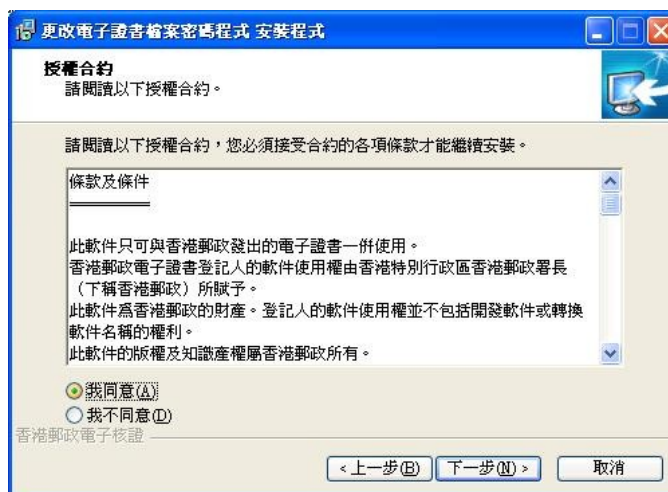 更改電子證書檔案密碼程式 安裝程式
授權合約
請閱讀以下授權合約。
請閱讀以下授權合約，您必須接受合約的各項條款才能繼續安裝。
條款及條件
==========
此軟件只可與香港郵政發出的電子證書一併使用。
香港郵政電子證書登記人的軟件使用權由香港特別行政區香港郵政署長
（下稱香港郵政）所賦予。
此軟件爲香港郵政的財產。登記人的軟件使用權並不包括開發軟件或轉換
軟件名稱的權利。
此軟件的版權及知識產權屬香港郵政所有。
我同意(A)
我不同意(D)
香港郵政電子核證
< 上一步(B)
下一步(N) >
取消